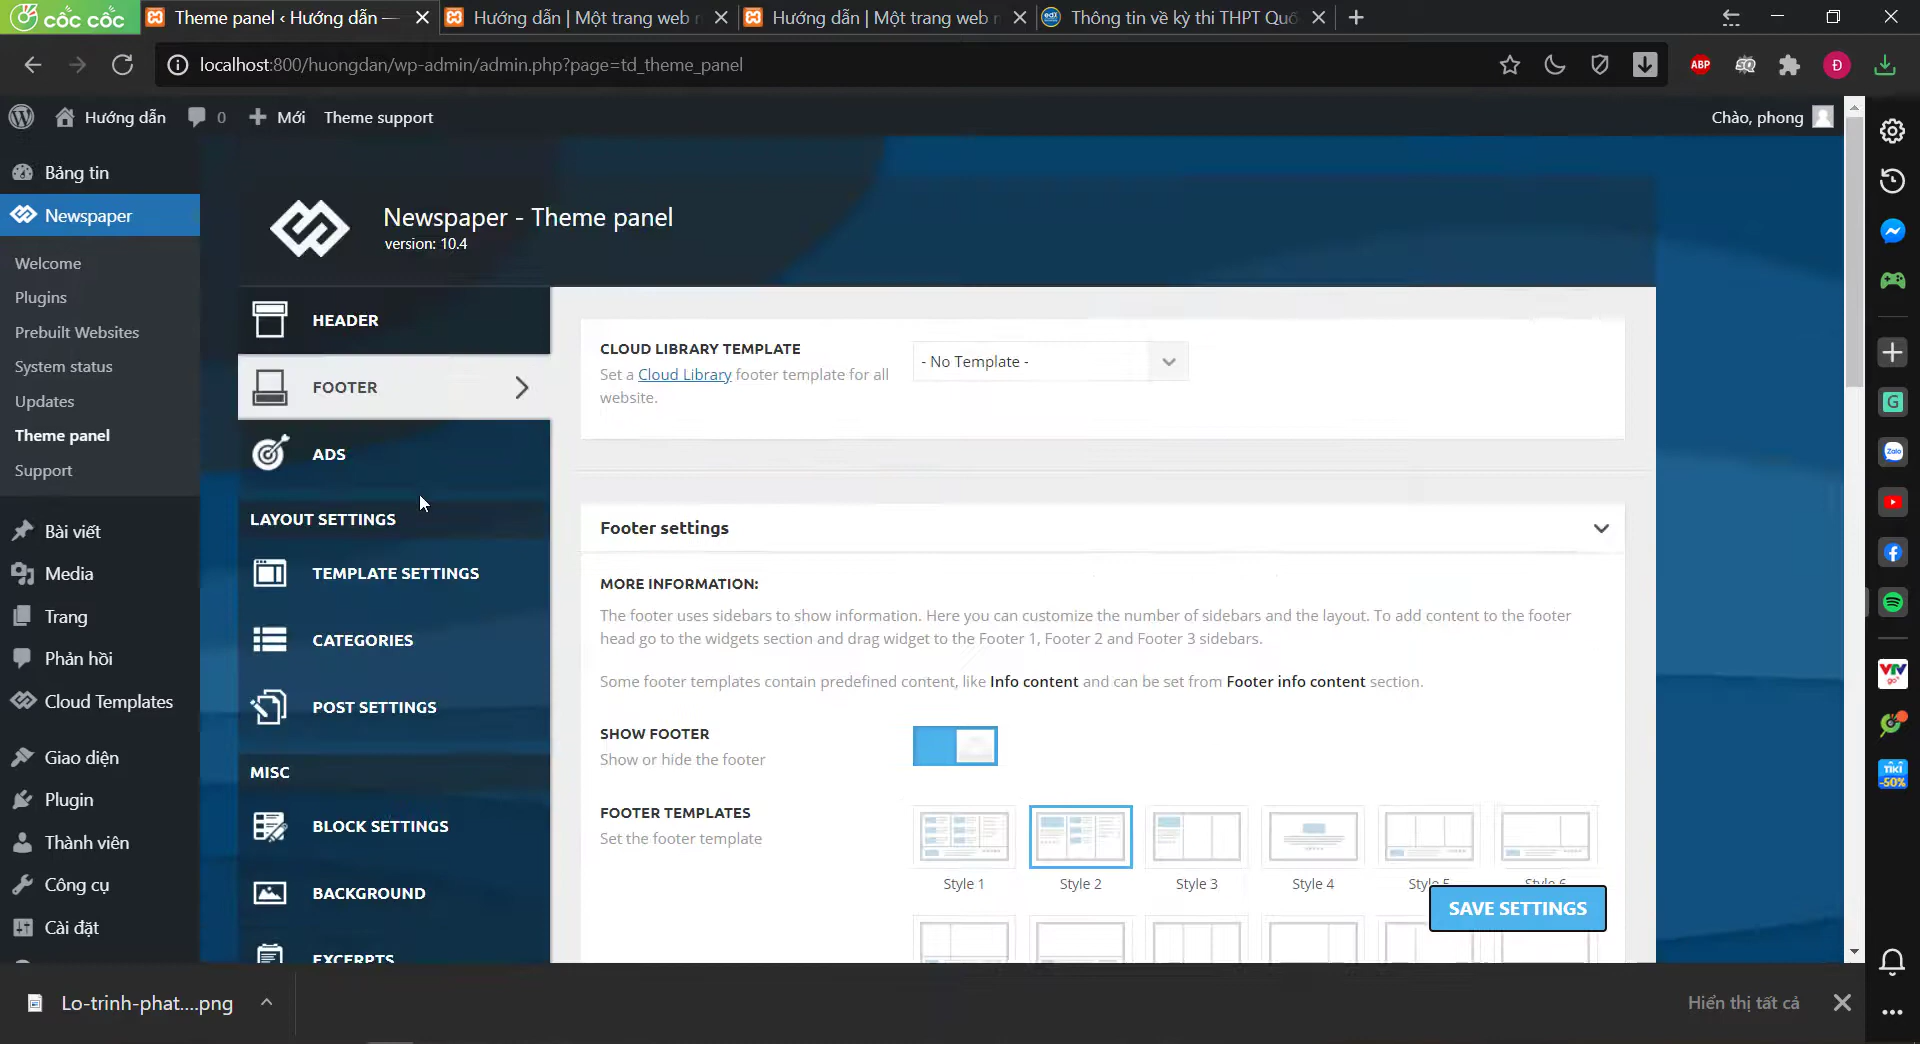 cốc cốc
Theme panel ‹ Hướng dẫn —
Hướng dẫn | Một trang web n
Hướng dẫn | Một trang web n
Thông tin về kỳ thi THPT Quố
localhost:800/huongdan/wp-admin/admin.php?page=td_theme_panel
ABP
Đ
Hướng dẫn
0
Mới
Theme support
Chào, phong
Bảng tin
Newspaper
Welcome
Plugins
Prebuilt Websites
System status
Updates
Theme panel
Support
Bài viết
Media
Trang
Phản hồi
Cloud Templates
Giao diện
Plugin
Thành viên
Công cụ
Cài đặt
Newspaper - Theme panel
version: 10.4
HEADER
FOOTER
ADS
LAYOUT SETTINGS
TEMPLATE SETTINGS
CATEGORIES
POST SETTINGS
MISC
BLOCK SETTINGS
BACKGROUND
EXCERPTS
CLOUD LIBRARY TEMPLATE
Set a Cloud Library footer template for all
website.
- No Template -
Footer settings
MORE INFORMATION:
The footer uses sidebars to show information. Here you can customize the number of sidebars and the layout. To add content to the footer
head go to the widgets section and drag widget to the Footer 1, Footer 2 and Footer 3 sidebars.
Some footer templates contain predefined content, like Info content and can be set from Footer info content section.
SHOW FOOTER
Show or hide the footer
FOOTER TEMPLATES
Set the footer template
Style 1
Style 2
Style 3
Style 4
Style 5
Style 6
SAVE SETTINGS
G
Zalo
VTV
go
TIKI
-50%
Lo-trinh-phat....png
Hiển thị tất cả